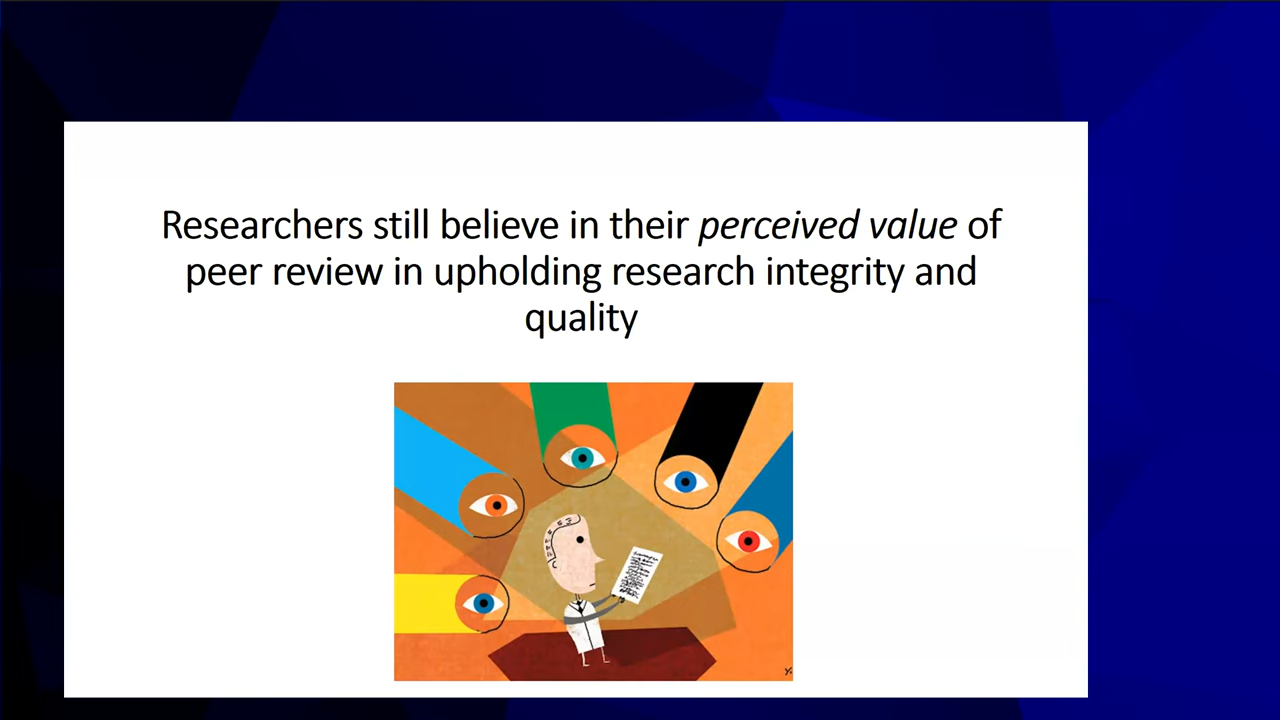 Researchers still believe in their perceived value of
peer review in upholding research integrity and
quality